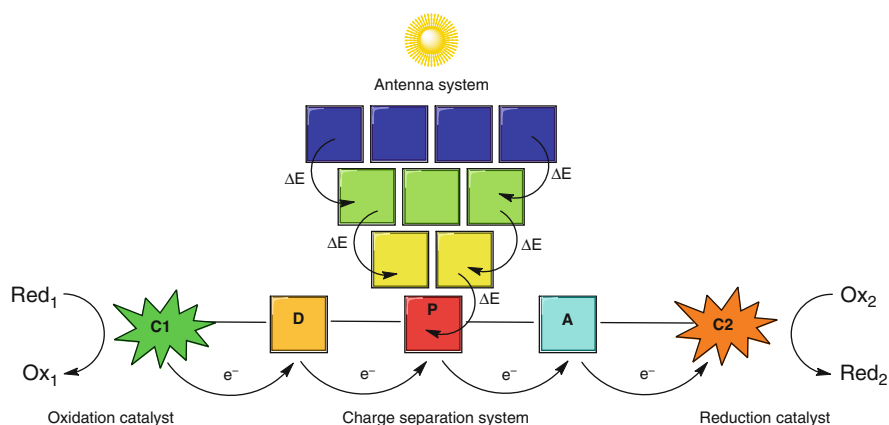 Antenna system
ΔE
ΔE
ΔE
ΔE
ΔE
Red₁
Ox₂
C1
D
P
A
C2
Ox₁
e⁻
e⁻
e⁻
e⁻
Red₂
Oxidation catalyst
Charge separation system
Reduction catalyst